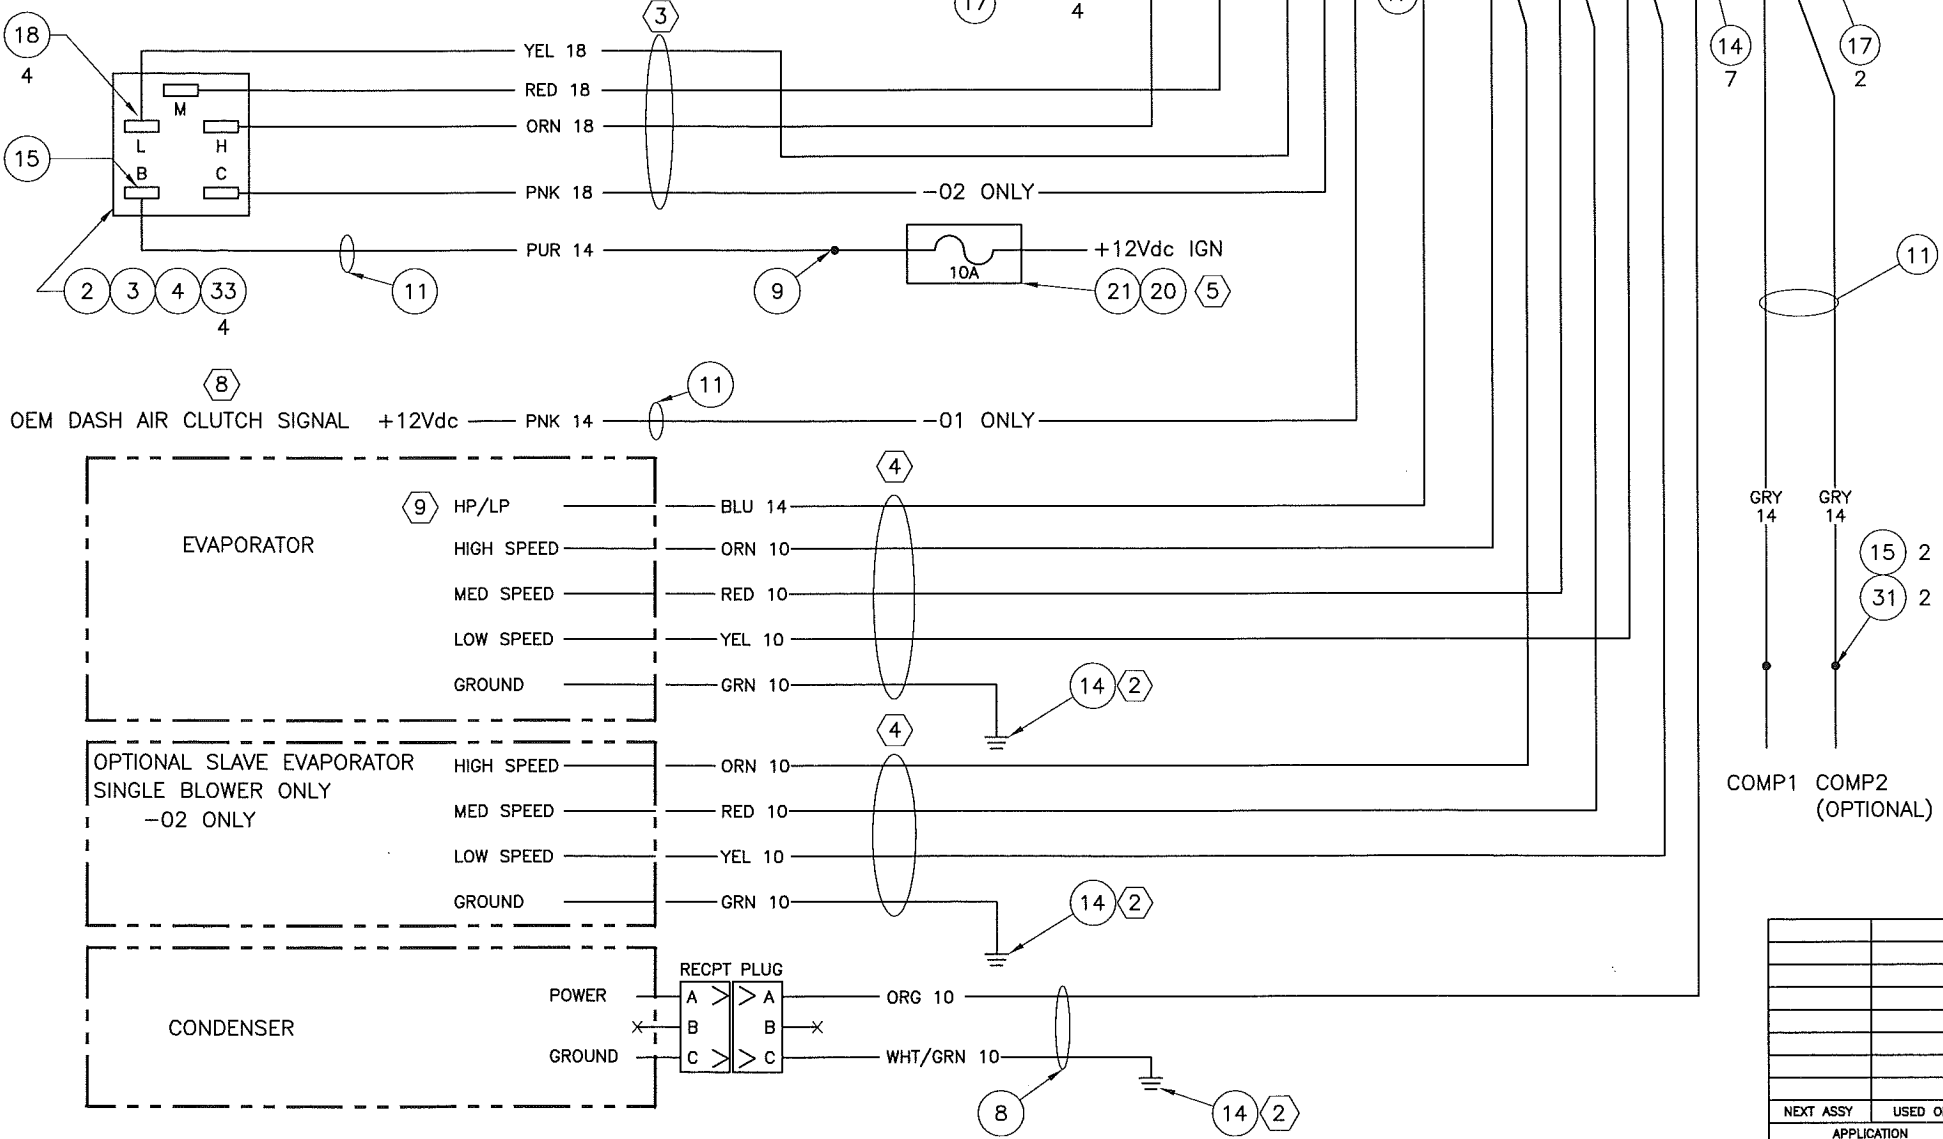 3
17
4
18
4
YEL 18
14
7
17
2
RED 18
M
ORN 18
L
H
15
B
C
PNK 18
-02 ONLY
PUR 14
+12Vdc IGN
10A
11
2
3
4
33
4
11
9
21
20
5
8
11
OEM DASH AIR CLUTCH SIGNAL +12Vdc
PNK 14
-01 ONLY
4
9
HP/LP
BLU 14
GRY
14
GRY
14
EVAPORATOR
HIGH SPEED
ORN 10
15 2
MED SPEED
RED 10
31 2
LOW SPEED
YEL 10
GROUND
GRN 10
14
2
4
OPTIONAL SLAVE EVAPORATOR
SINGLE BLOWER ONLY
-02 ONLY
HIGH SPEED
ORN 10
COMP1
COMP2
(OPTIONAL)
MED SPEED
RED 10
LOW SPEED
YEL 10
GROUND
GRN 10
14
2
RECPT PLUG
POWER
A
A
ORG 10
CONDENSER
B
B
GROUND
C
C
WHT/GRN 10
8
14
2
NEXT ASSY
USED
APPLICATION